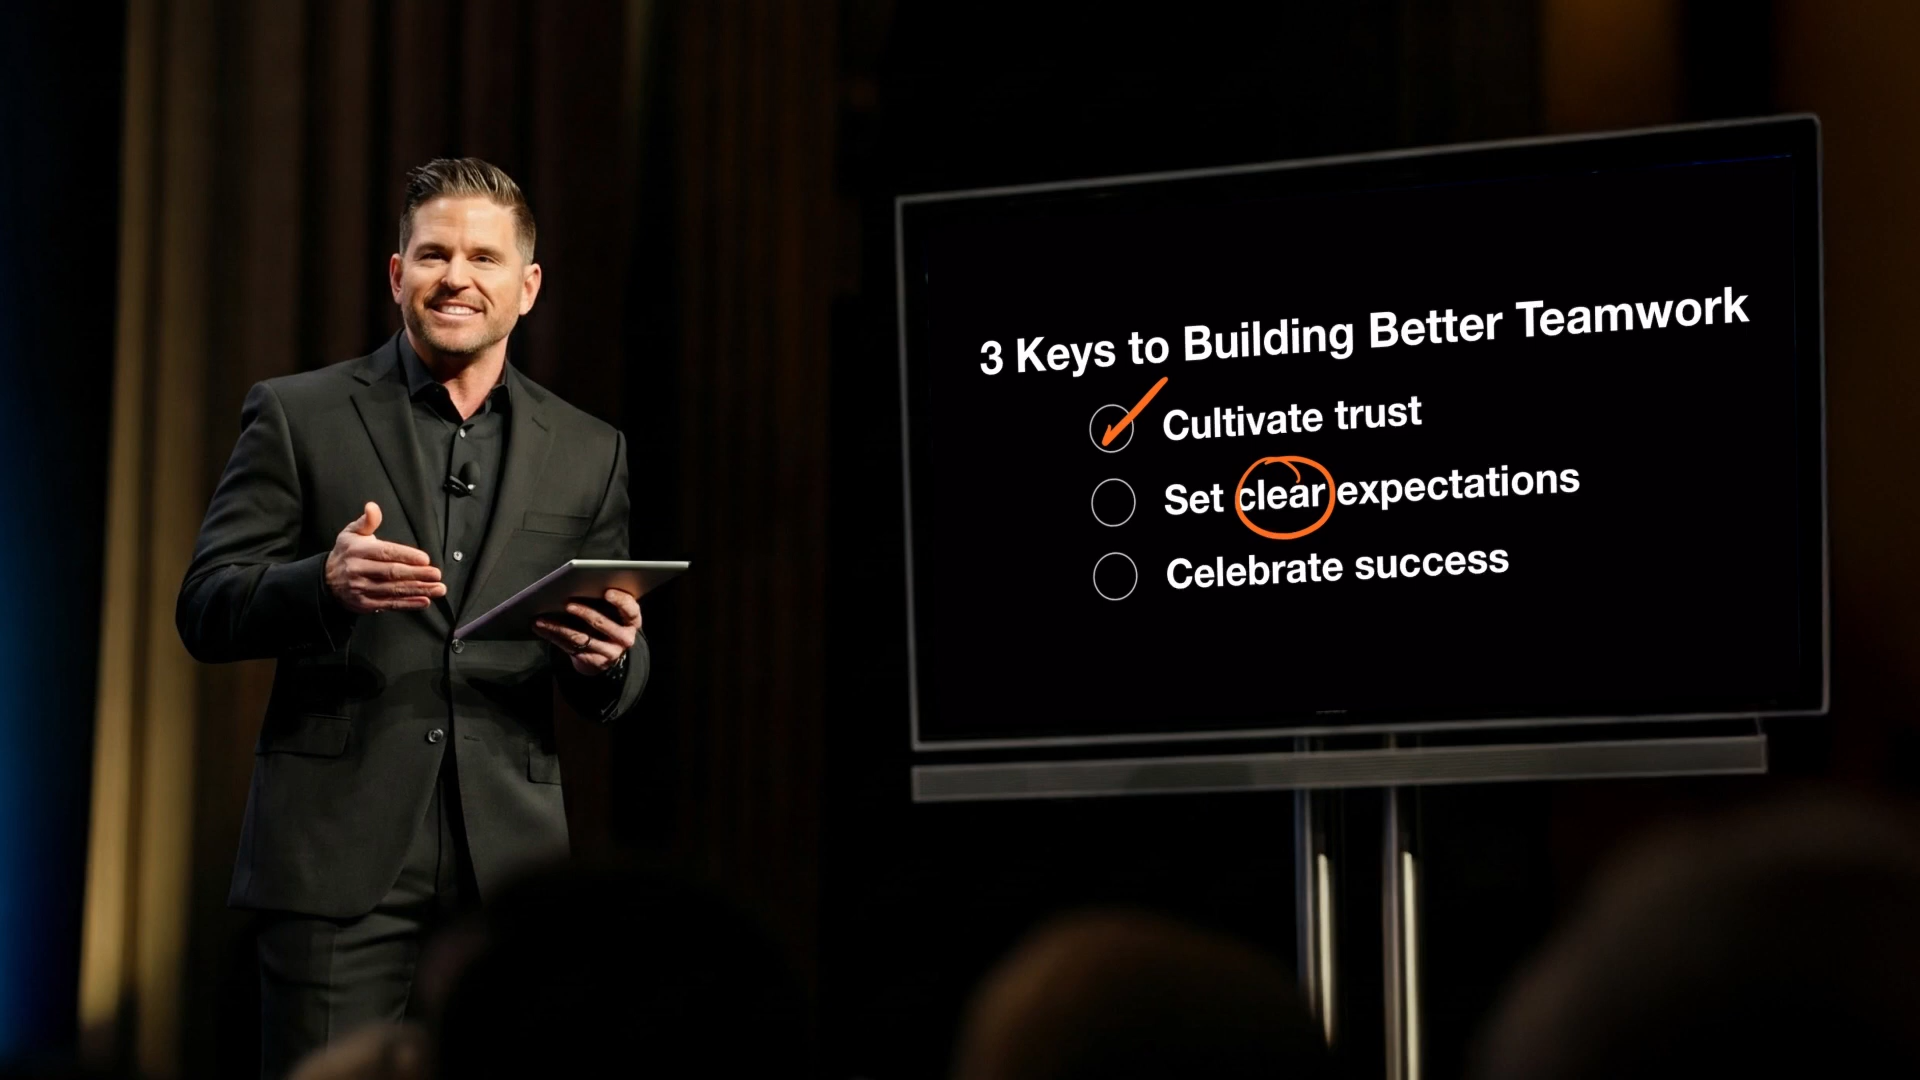 3 Keys to Building Better Teamwork
Cultivate trust
Set clear expectations
Celebrate success